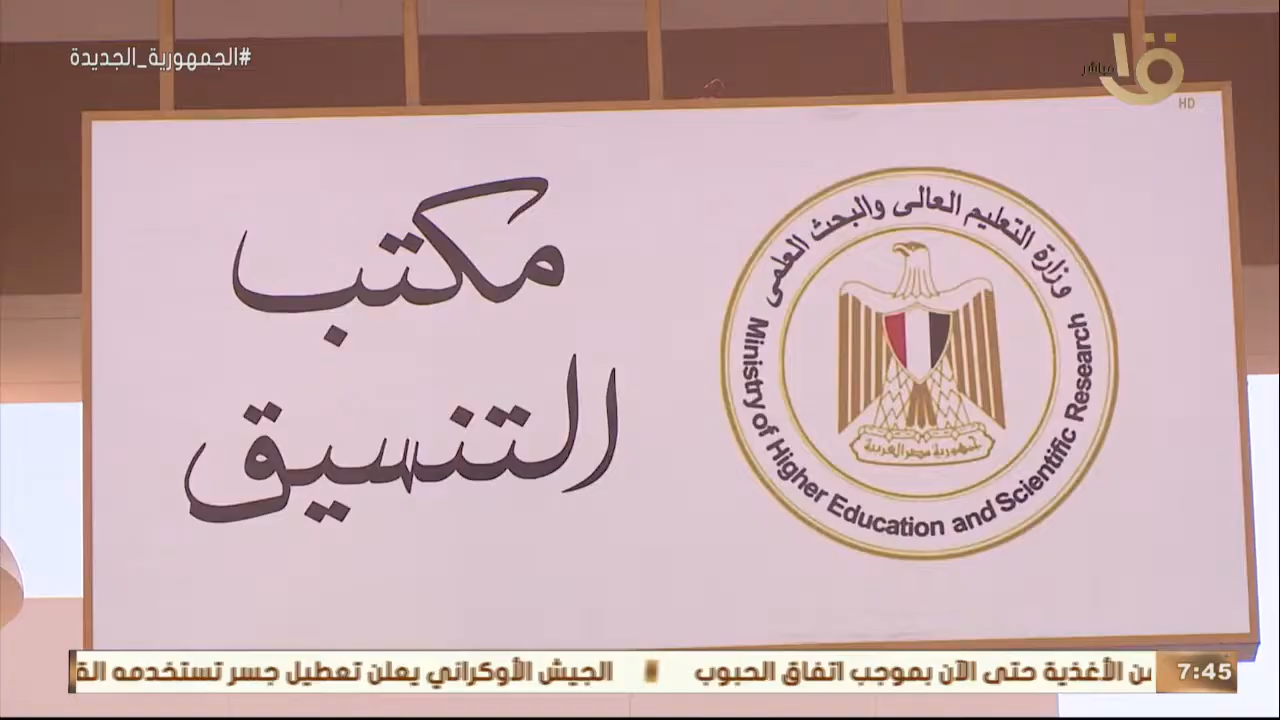 #الجمهورية_الجديدة
مباشر
HD
مكتب
التنسيق
وزارة التعليم العالى والبحث العلمى
Ministry of Higher Education and Scientific Research
جمهورية مصر العربية
7:45
الأغذية حتى الآن بموجب اتفاق الحبوب
الجيش الأوكراني يعلن تعطيل جسر تستخدمه